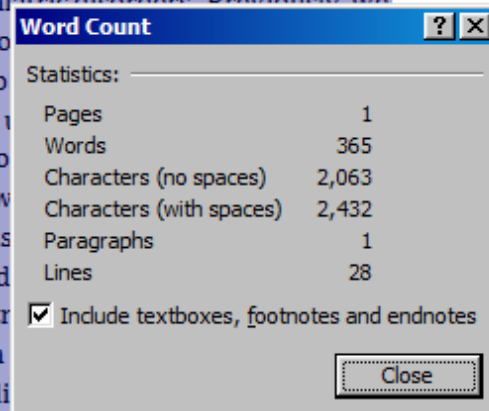 Word Count
Statistics:
Pages 1
Words 365
Characters (no spaces) 2,063
Characters (with spaces) 2,432
Paragraphs 1
Lines 28
Include textboxes, footnotes and endnotes
Close